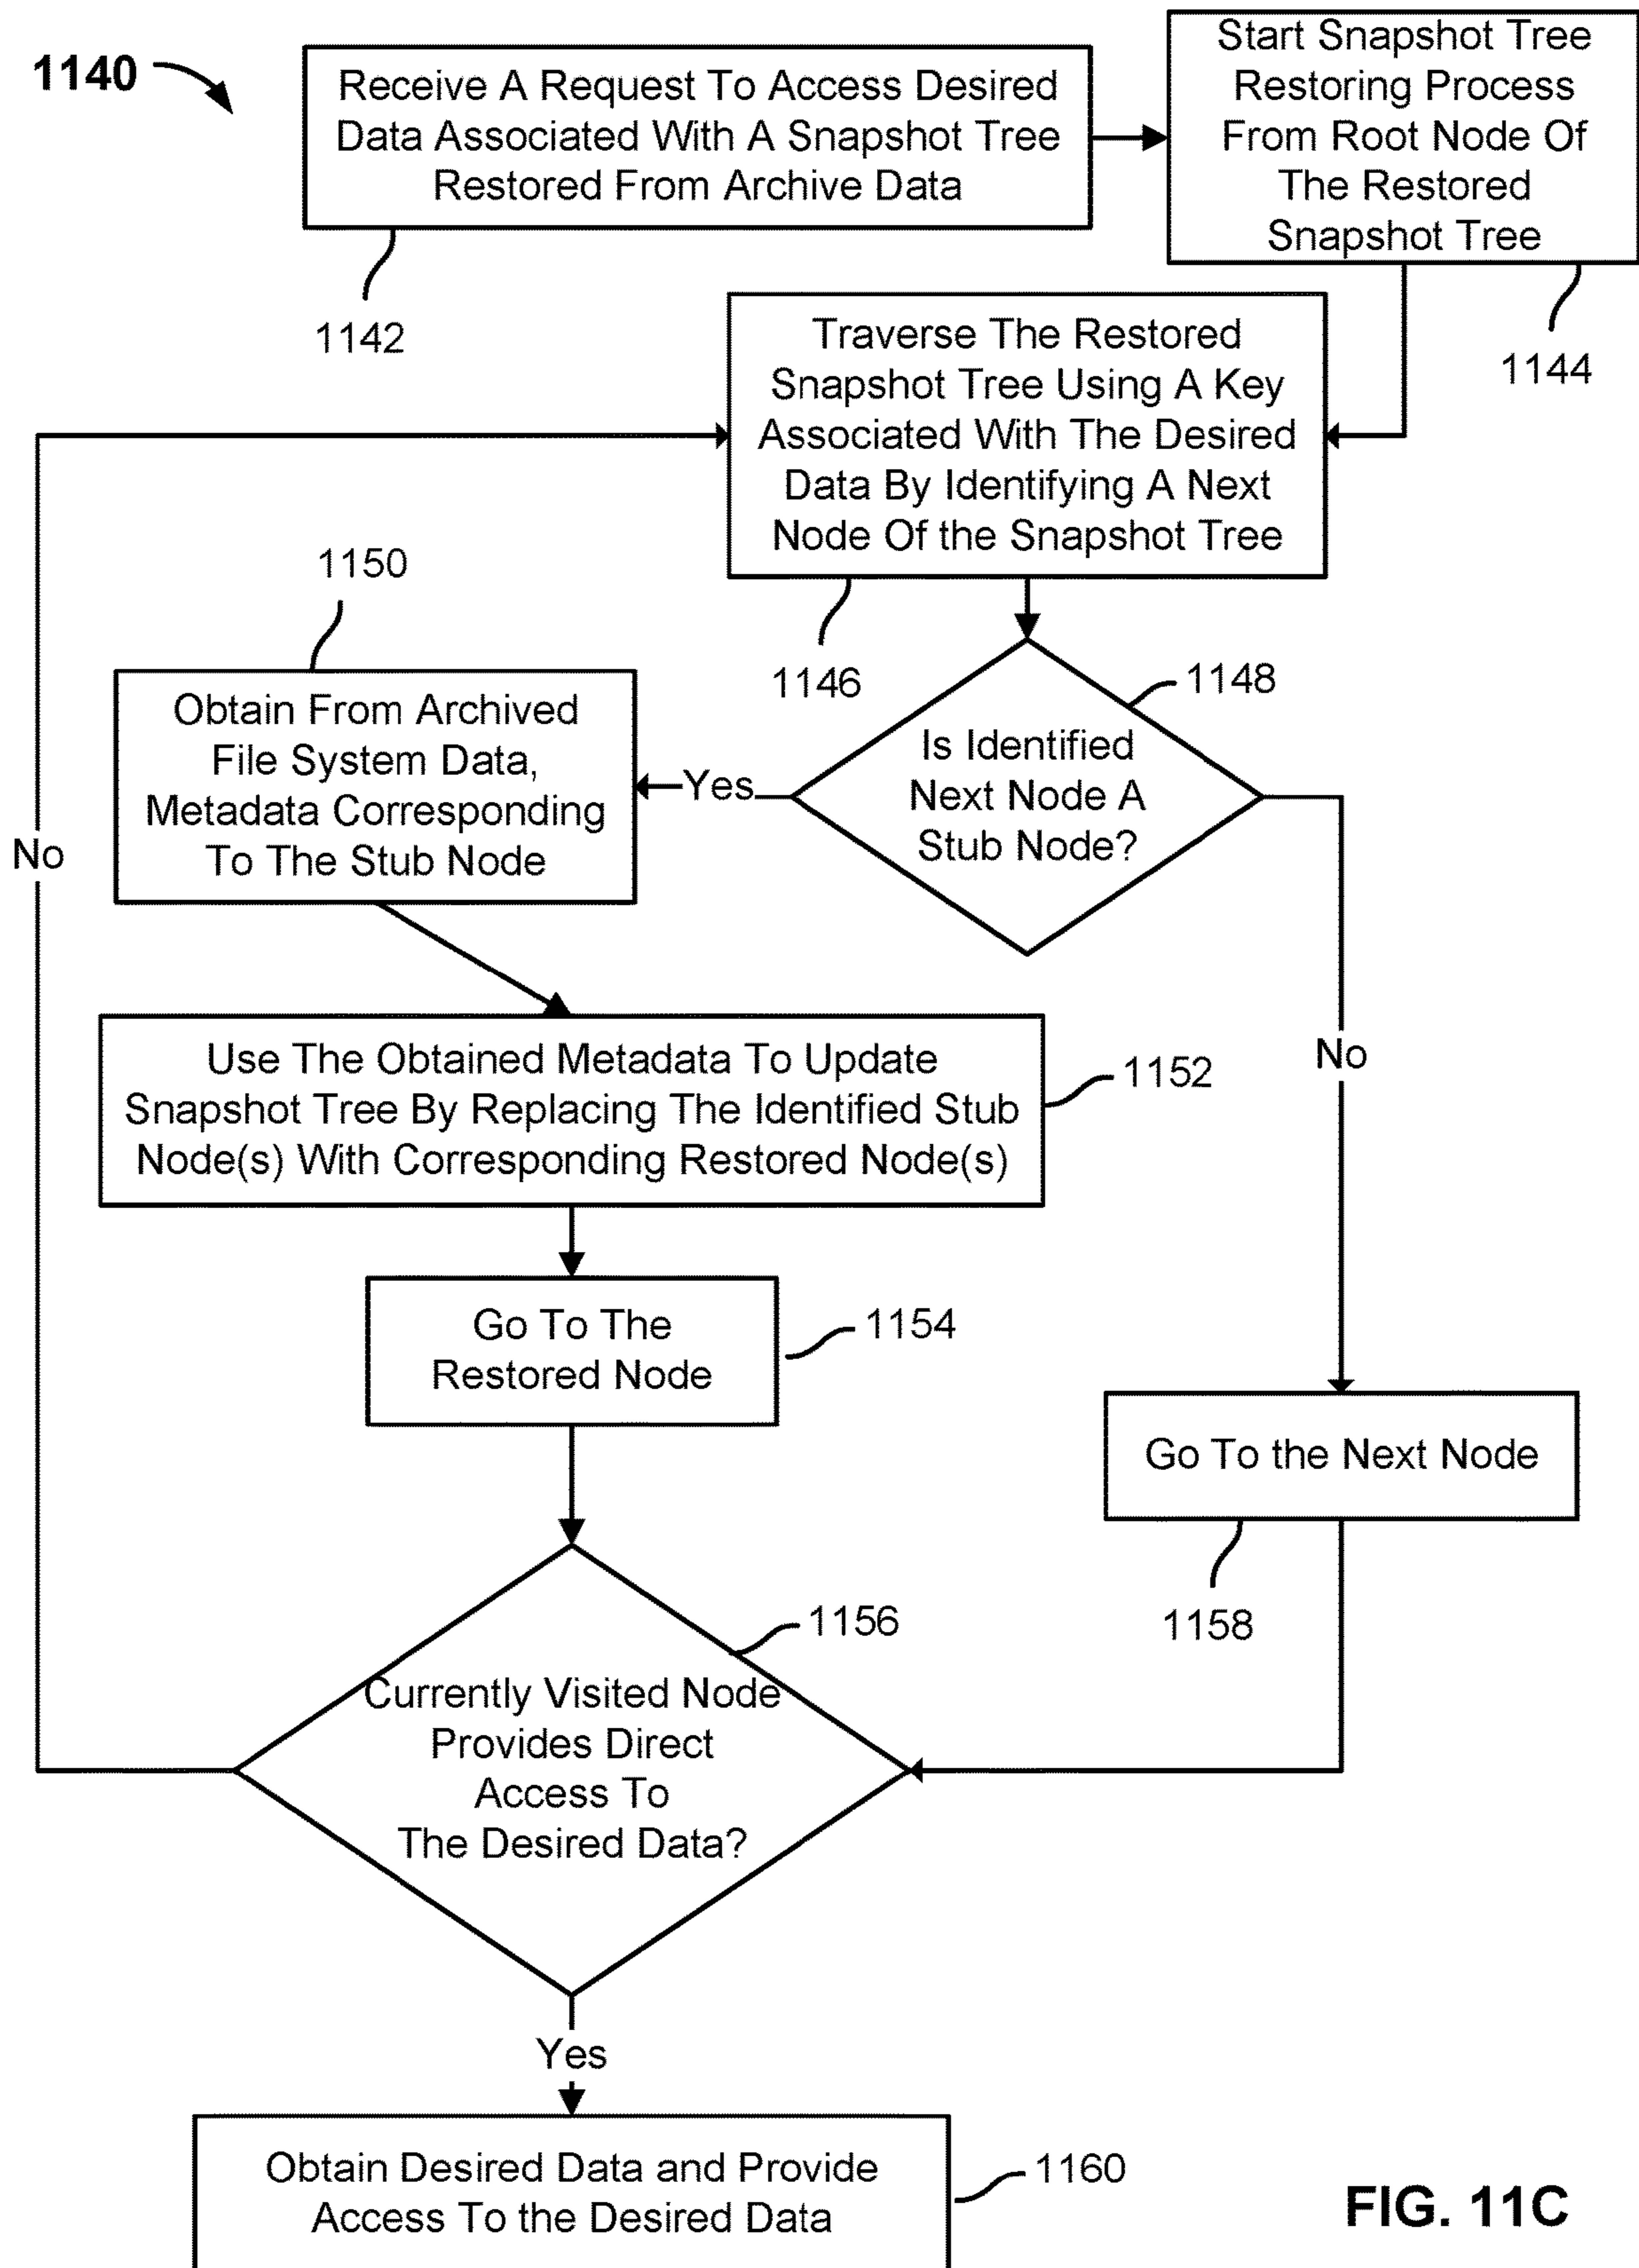 1140
Receive A Request To Access Desired
Data Associated With A Snapshot Tree
Restored From Archive Data
1142
Start Snapshot Tree
Restoring Process
From Root Node Of
The Restored
Snapshot Tree
1144
Traverse The Restored
Snapshot Tree Using A Key
Associated With The Desired
Data By Identifying A Next
Node Of the Snapshot Tree
1146
1148
Is Identified
Next Node A
Stub Node?
Yes
No
1150
Obtain From Archived
File System Data,
Metadata Corresponding
To The Stub Node
Use The Obtained Metadata To Update
Snapshot Tree By Replacing The Identified Stub
Node(s) With Corresponding Restored Node(s)
1152
Go To The
Restored Node
1154
Go To the Next Node
1158
1156
Currently Visited Node
Provides Direct
Access To
The Desired Data?
No
Yes
Obtain Desired Data and Provide
Access To the Desired Data
1160
FIG. 11C